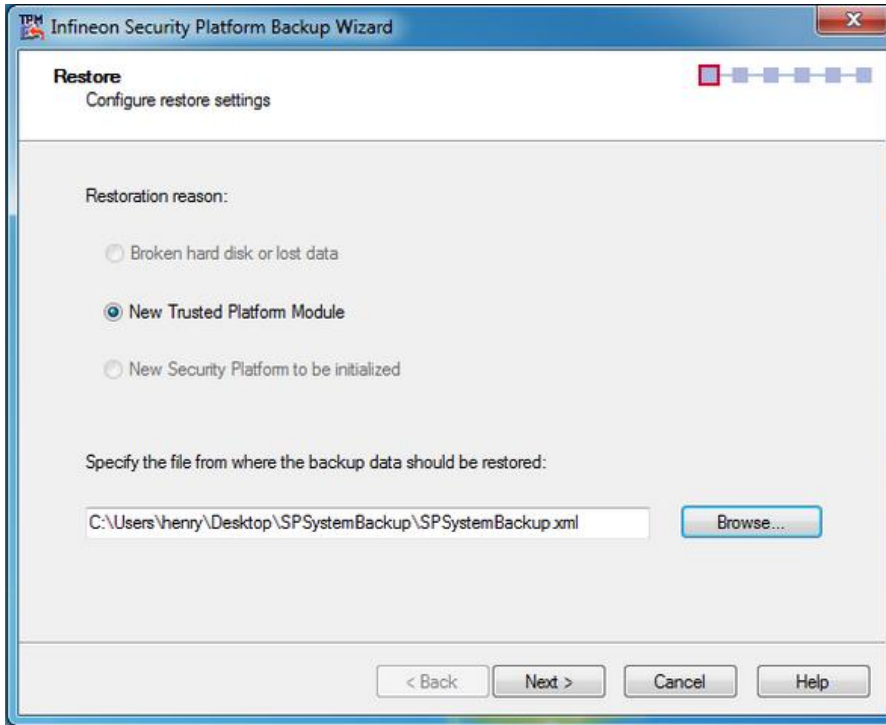 TPM
Infineon Security Platform Backup Wizard
Restore
Configure restore settings
Restoration reason:
Broken hard disk or lost data
New Trusted Platform Module
New Security Platform to be initialized
Specify the file from where the backup data should be restored:
C:\Users\henry\Desktop\SPSystemBackup\SPSystemBackup.xml
Browse...
< Back
Next >
Cancel
Help